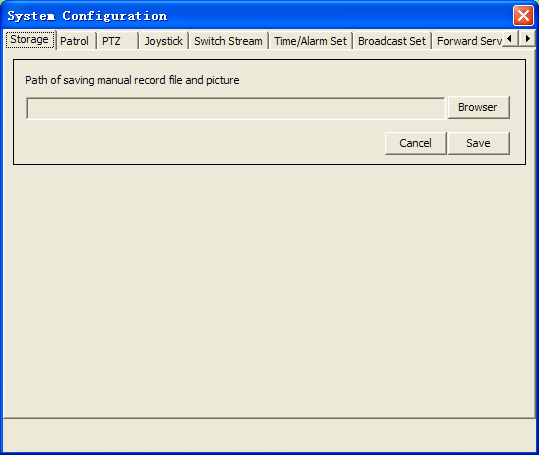 System Configuration
Storage Patrol PTZ Joystick Switch Stream Time/Alarm Set Broadcast Set Forward Serv
Path of saving manual record file and picture
Browser
Cancel Save